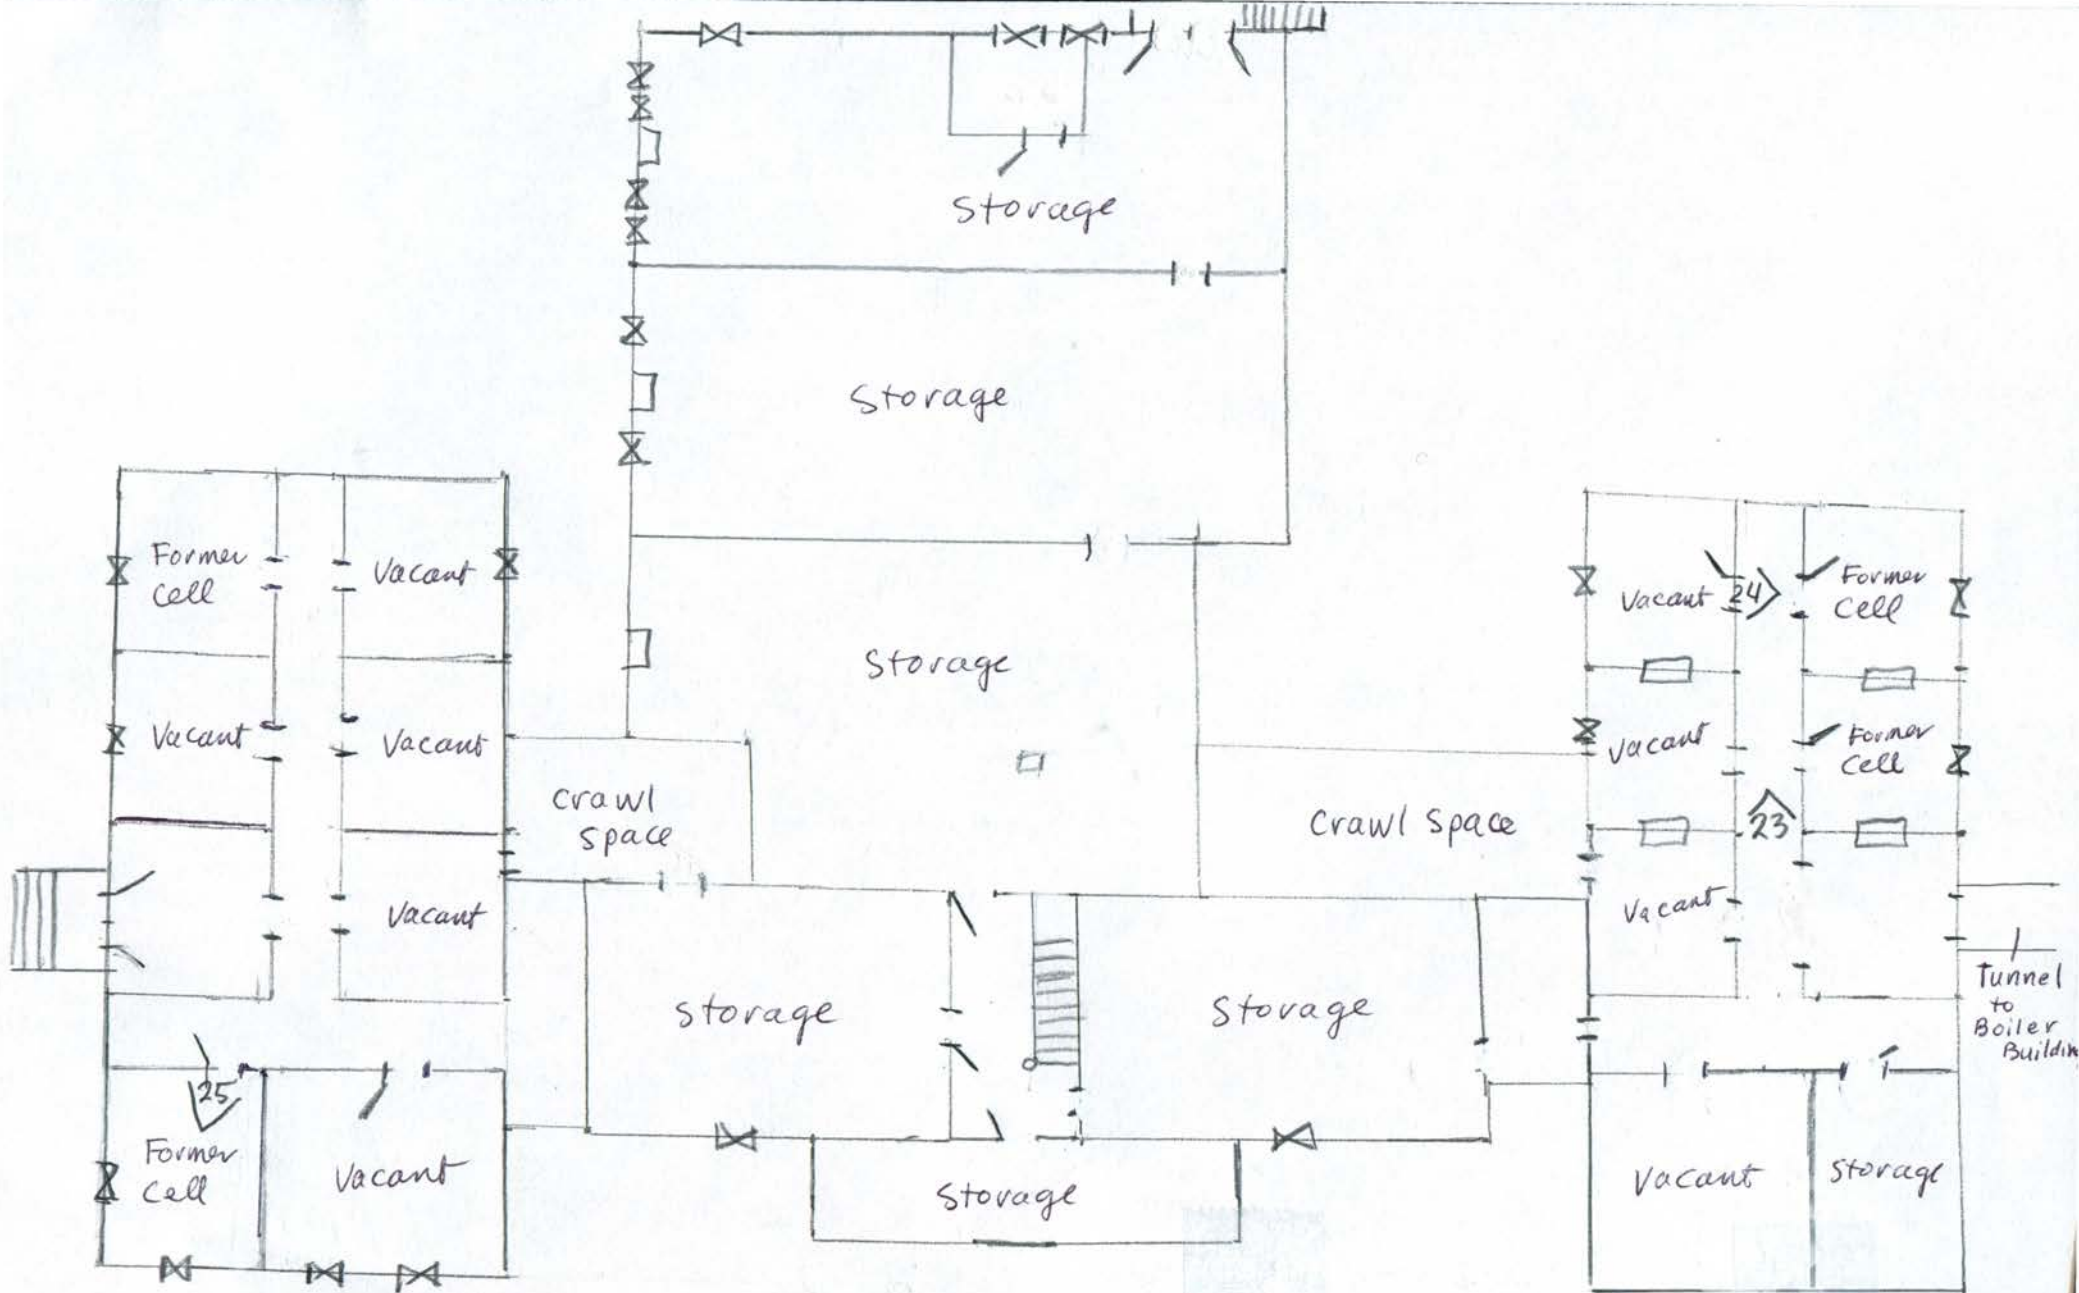 Storage
Storage
Former
Cell
Vacant
Vacant
24
Former
Cell
Storage
Vacant
Vacant
Vacant
Former
Cell
Crawl
Space
Crawl Space
23
Vacant
Vacant
Storage
Storage
Tunnel
to
Boiler
Building
25
Former
Cell
Vacant
Storage
Vacant
Storage